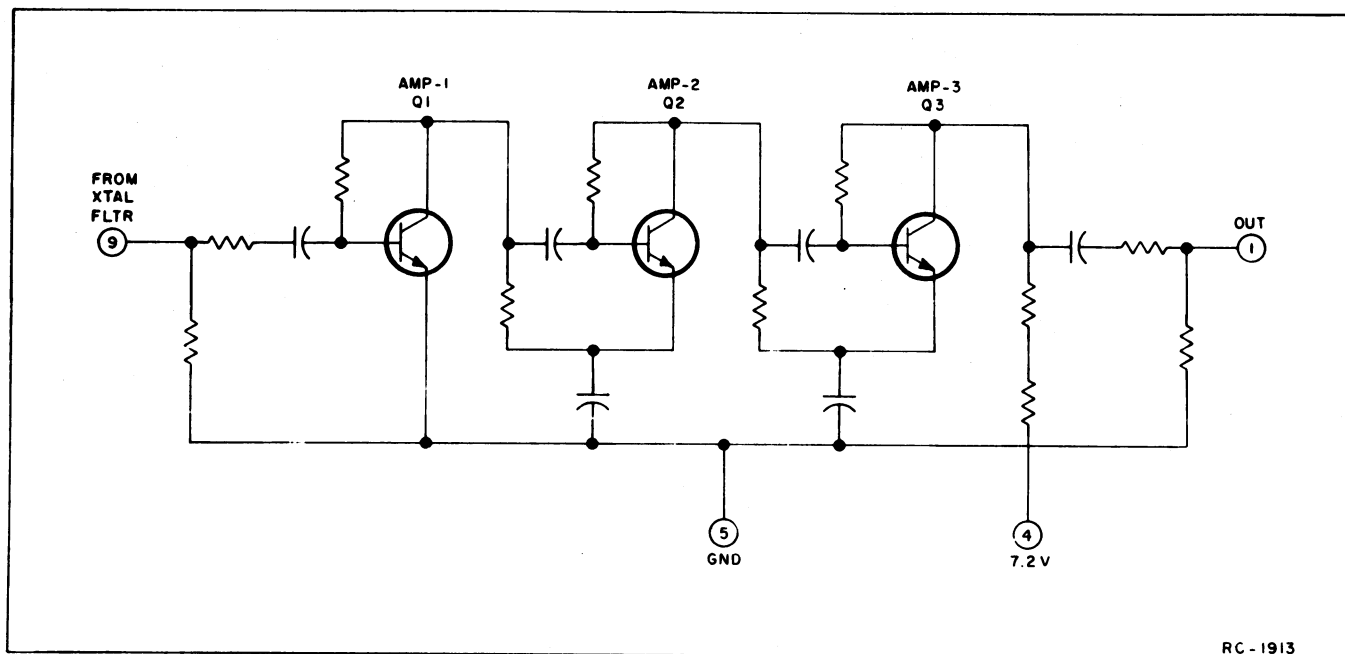 AMP-1
Q1
AMP-2
Q2
AMP-3
Q3
FROM
XTAL
FLTR
9
OUT
1
5
GND
4
7.2 V
RC-1913